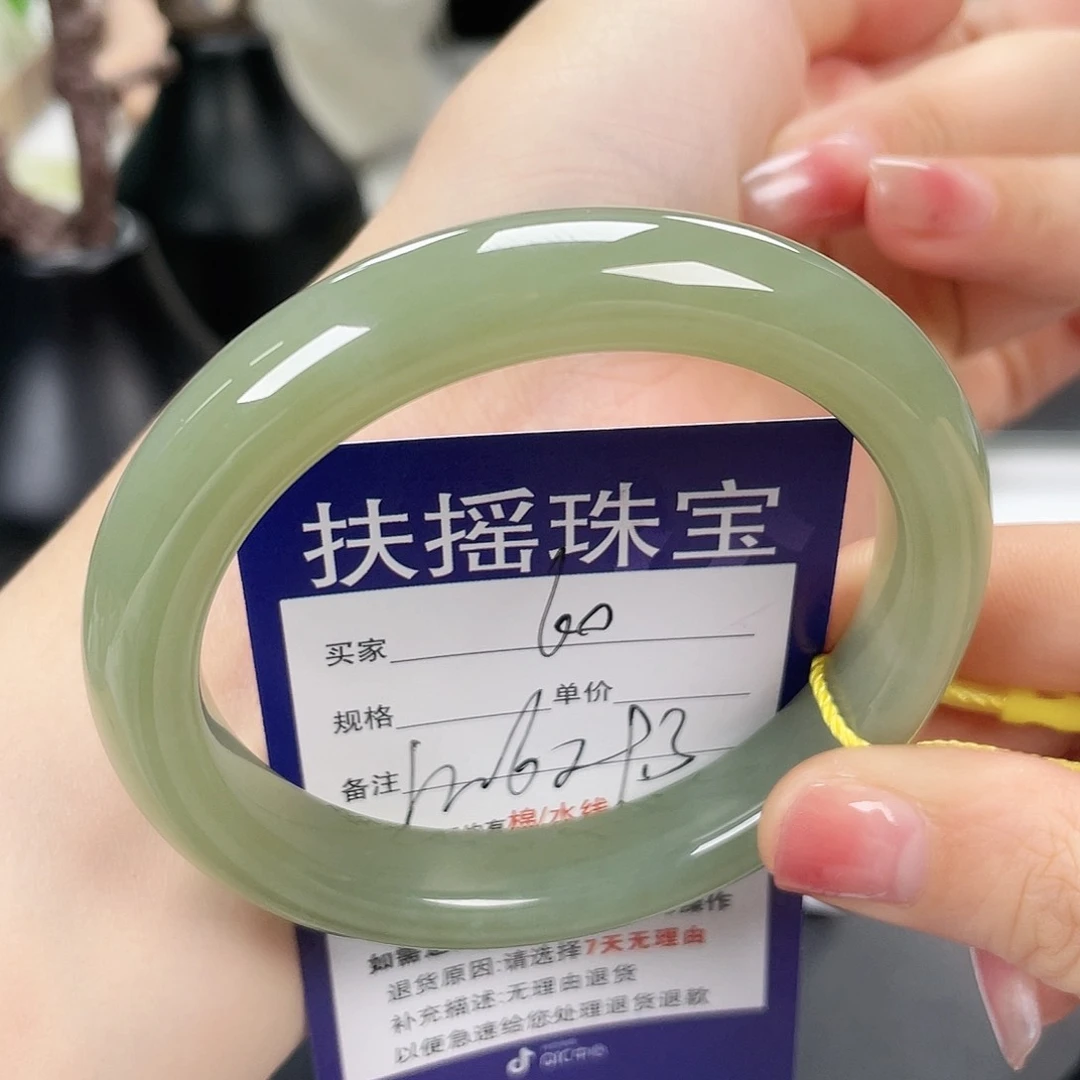 扶摇珠宝
买家 60
规格 单价
备注
棉/水线
如需
操作
退货原因:请选择7天无理由
补充描述:无理由退货
以便急速给您处理退货退款